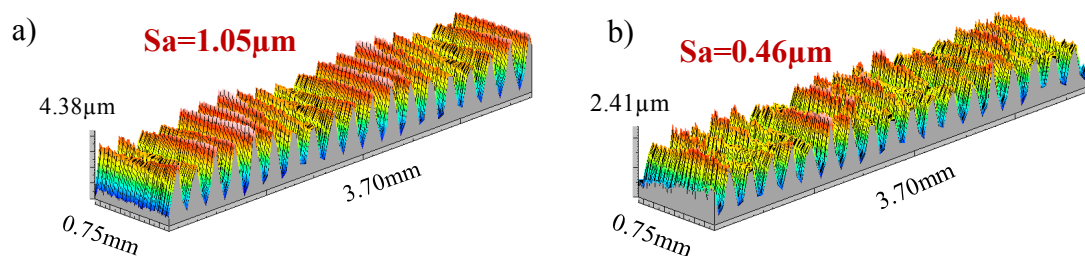 a)
Sa=1.05µm
4.38µm
3.70mm
0.75mm
b)
Sa=0.46µm
2.41µm
3.70mm
0.75mm